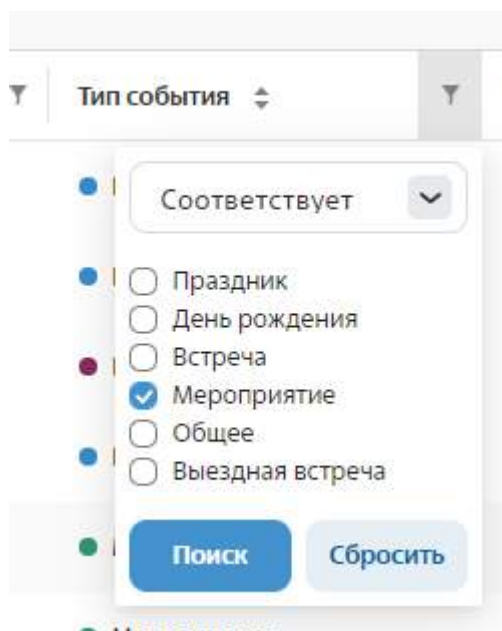 Тип события
Соответствует
Праздник
День рождения
Встреча
Мероприятие
Общее
Выездная встреча
Поиск
Сбросить